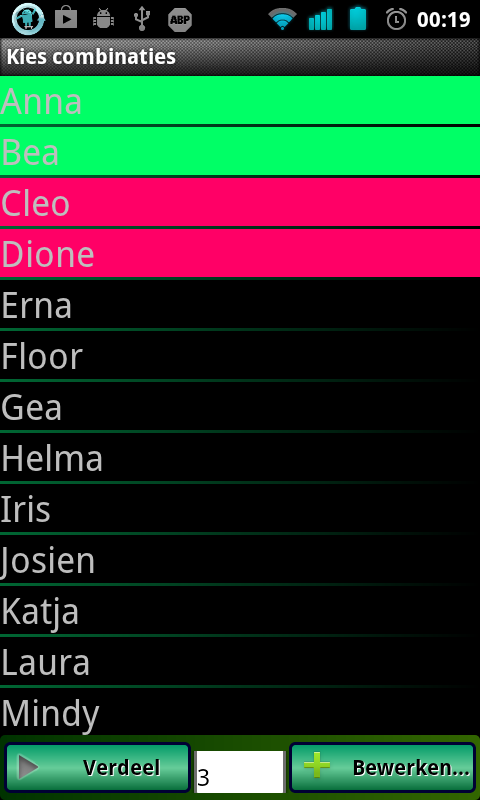 ABP
00:19
Kies combinaties
Anna
Bea
Cleo
Dione
Erna
Floor
Gea
Helma
Iris
Josien
Katja
Laura
Mindy
Verdeel
3
Bewerken...